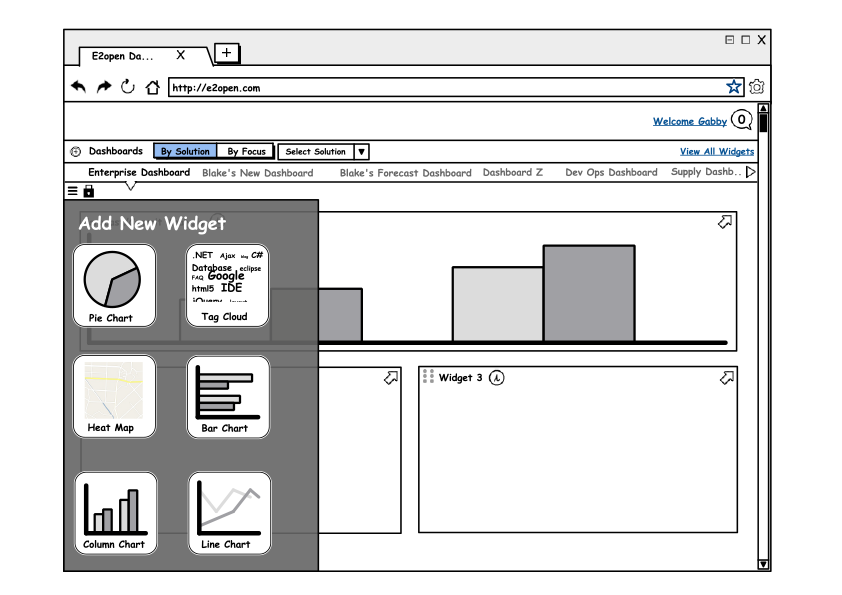 E2open Da... X +
http://e2open.com
Welcome Gabby 0
Dashboards By Solution By Focus Select Solution View All Widgets
Enterprise Dashboard Blake's New Dashboard Blake's Forecast Dashboard Dashboard Z Dev Ops Dashboard Supply Dashb..
Add New Widget
.NET Ajax C#
Database eclipse
FAQ Google
html5 IDE
jQuery
Pie Chart Tag Cloud
Widget 3 i
Heat Map Bar Chart
Column Chart Line Chart